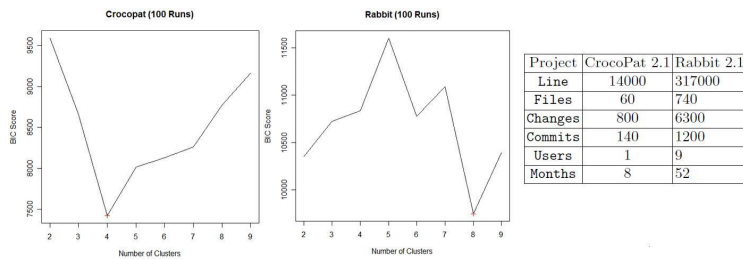 Crocopat (100 Runs)
BIC Score
9500
9000
8500
8000
7500
2 3 4 5 6 7 8 9
Number of Clusters
Rabbit (100 Runs)
BIC Score
11500
11000
10500
10000
2 3 4 5 6 7 8 9
Number of Clusters
Project CrocoPat 2.1 Rabbit 2.1
Line 14000 317000
Files 60 740
Changes 800 6300
Commits 140 1200
Users 1 9
Months 8 52